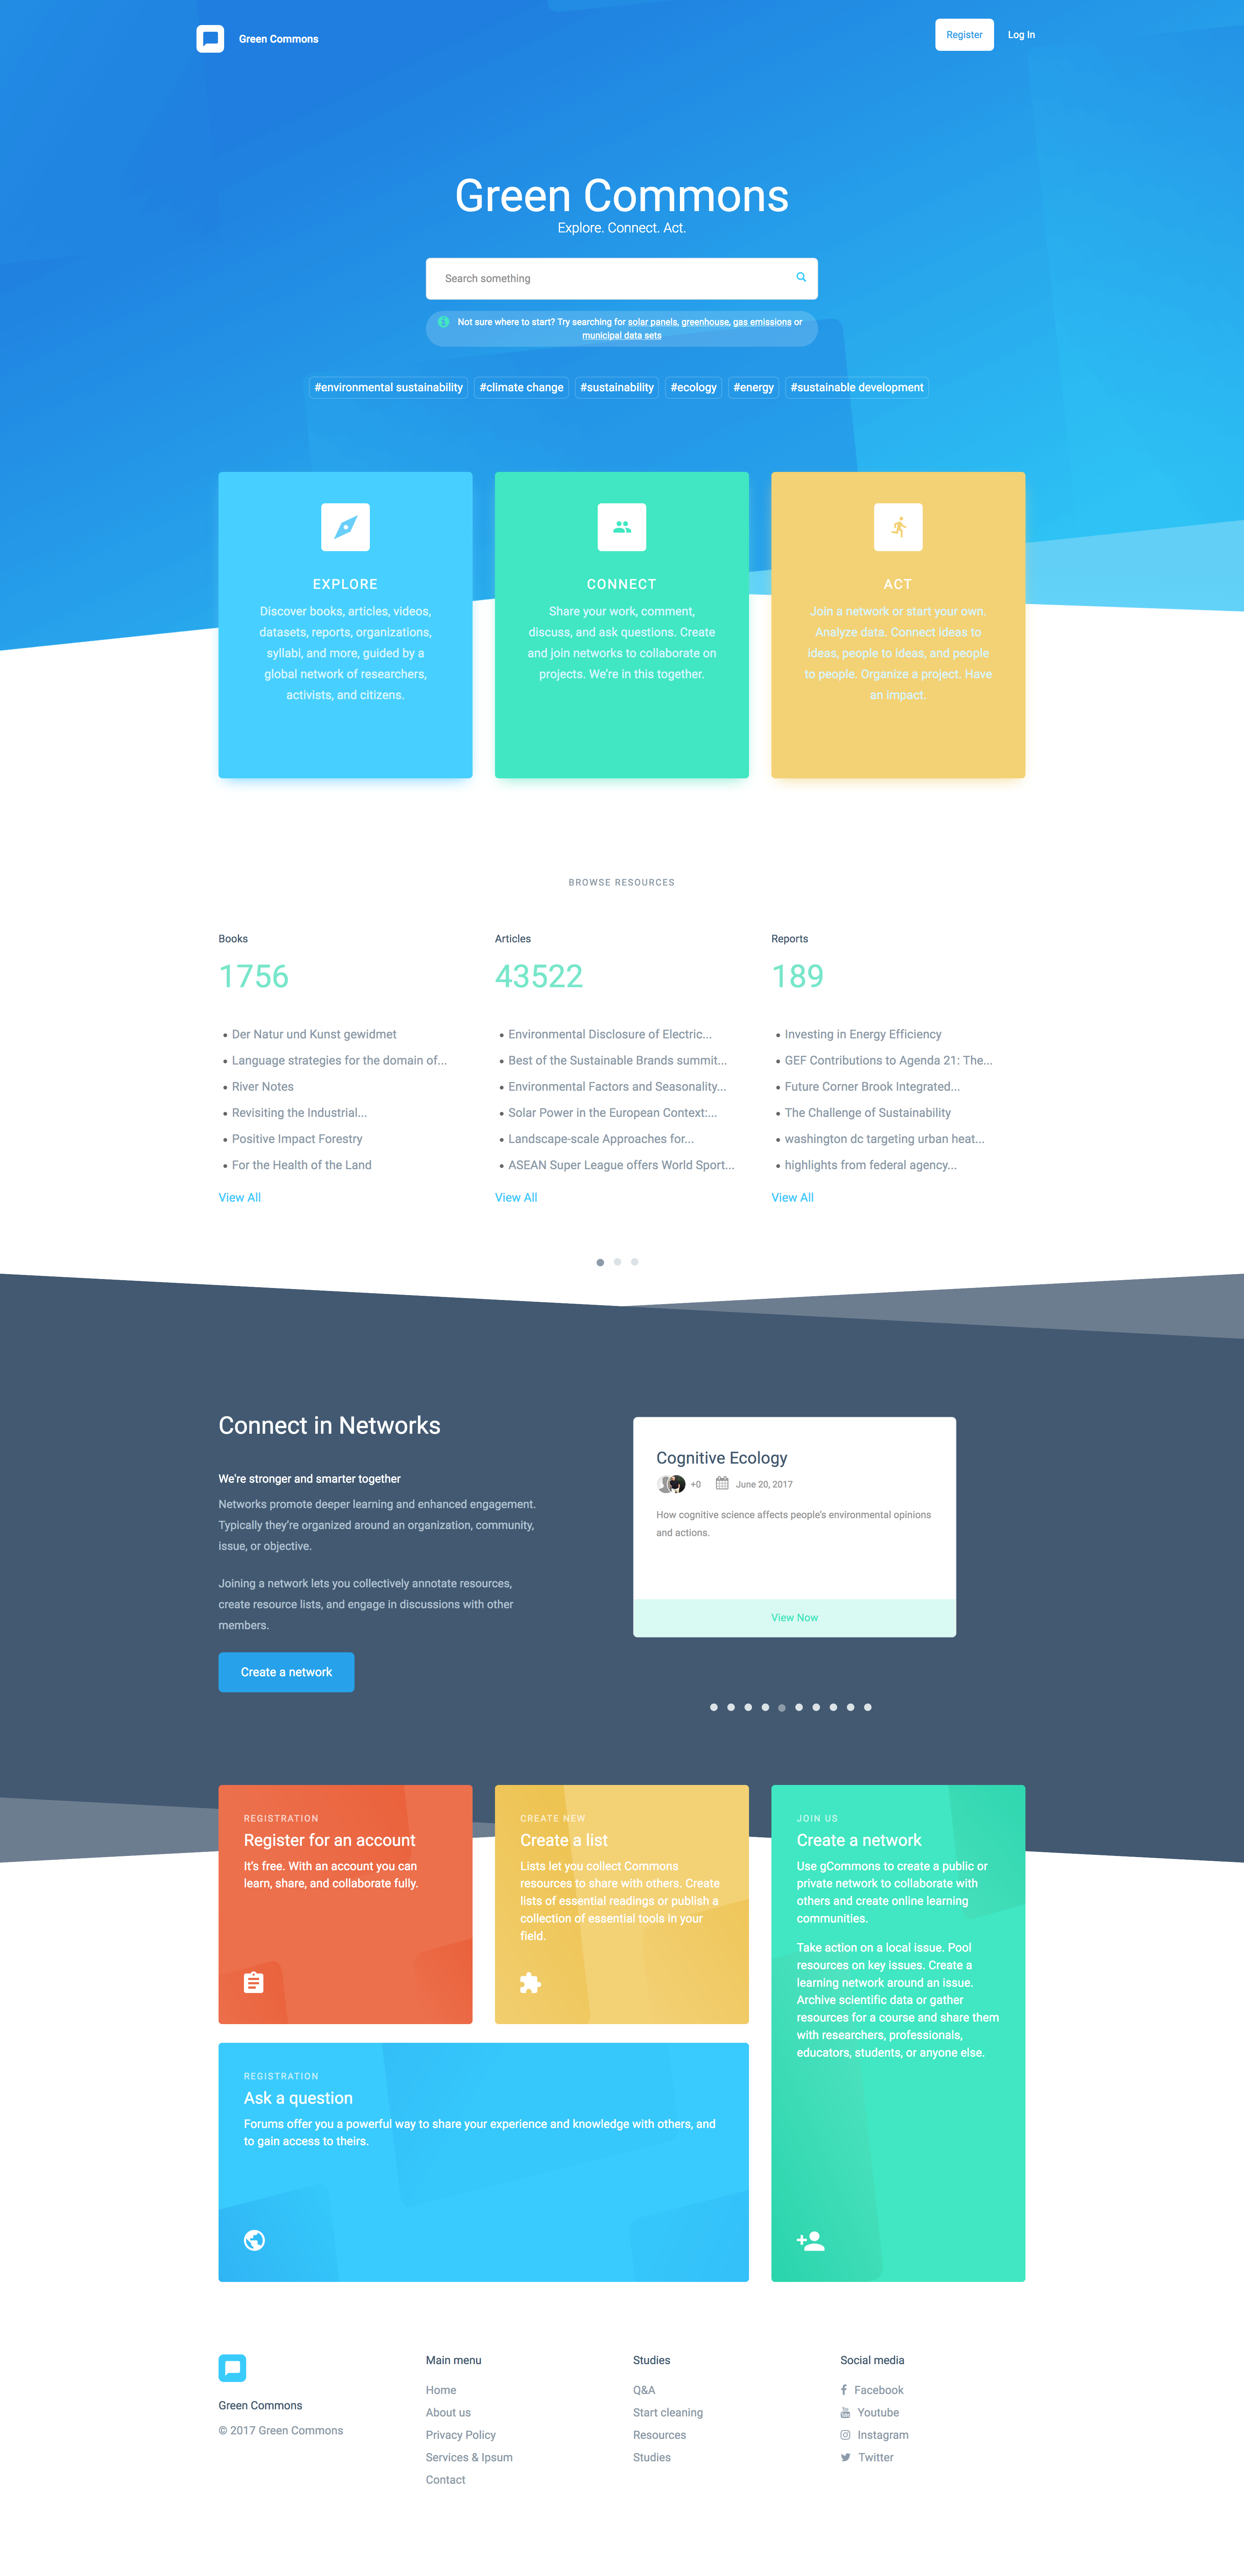 Green Commons
Register
Log In
Green Commons
Explore. Connect. Act.
Search something
Not sure where to start? Try searching for solar panels, greenhouse, gas emissions or
municipal data sets
#environmental sustainability #climate change #sustainability #ecology #energy #sustainable development
EXPLORE
Discover books, articles, videos,
datasets, reports, organizations,
syllabi, and more, guided by a
global network of researchers,
activists, and citizens.
CONNECT
Share your work, comment,
discuss, and ask questions. Create
and join networks to collaborate on
projects. We're in this together.
ACT
Join a network or start your own.
Analyze data. Connect ideas to
ideas, people to ideas, and people
to people. Organize a project. Have
an impact.
BROWSE RESOURCES
Books
1756
• Der Natur und Kunst gewidmet
• Language strategies for the domain of...
• River Notes
• Revisiting the Industrial...
• Positive Impact Forestry
• For the Health of the Land
View All
Articles
43522
• Environmental Disclosure of Electric...
• Best of the Sustainable Brands summit...
• Environmental Factors and Seasonality...
• Solar Power in the European Context:...
• Landscape-scale Approaches for...
• ASEAN Super League offers World Sport...
View All
Reports
189
• Investing in Energy Efficiency
• GEF Contributions to Agenda 21: The...
• Future Corner Brook Integrated...
• The Challenge of Sustainability
• washington dc targeting urban heat...
• highlights from federal agency...
View All
Connect in Networks
We're stronger and smarter together
Networks promote deeper learning and enhanced engagement.
Typically they're organized around an organization, community,
issue, or objective.
Joining a network lets you collectively annotate resources,
create resource lists, and engage in discussions with other
members.
Create a network
Cognitive Ecology
+0 June 20, 2017
How cognitive science affects people's environmental opinions
and actions.
View Now
REGISTRATION
Register for an account
It's free. With an account you can
learn, share, and collaborate fully.
CREATE NEW
Create a list
Lists let you collect Commons
resources to share with others. Create
lists of essential readings or publish a
collection of essential tools in your
field.
JOIN US
Create a network
Use gCommons to create a public or
private network to collaborate with
others and create online learning
communities.
Take action on a local issue. Pool
resources on key issues. Create a
learning network around an issue.
Archive scientific data or gather
resources for a course and share them
with researchers, professionals,
educators, students, or anyone else.
REGISTRATION
Ask a question
Forums offer you a powerful way to share your experience and knowledge with others, and
to gain access to theirs.
Green Commons
© 2017 Green Commons
Main menu
Home
About us
Privacy Policy
Services & Ipsum
Contact
Studies
Q&A
Start cleaning
Resources
Studies
Social media
Facebook
Youtube
Instagram
Twitter